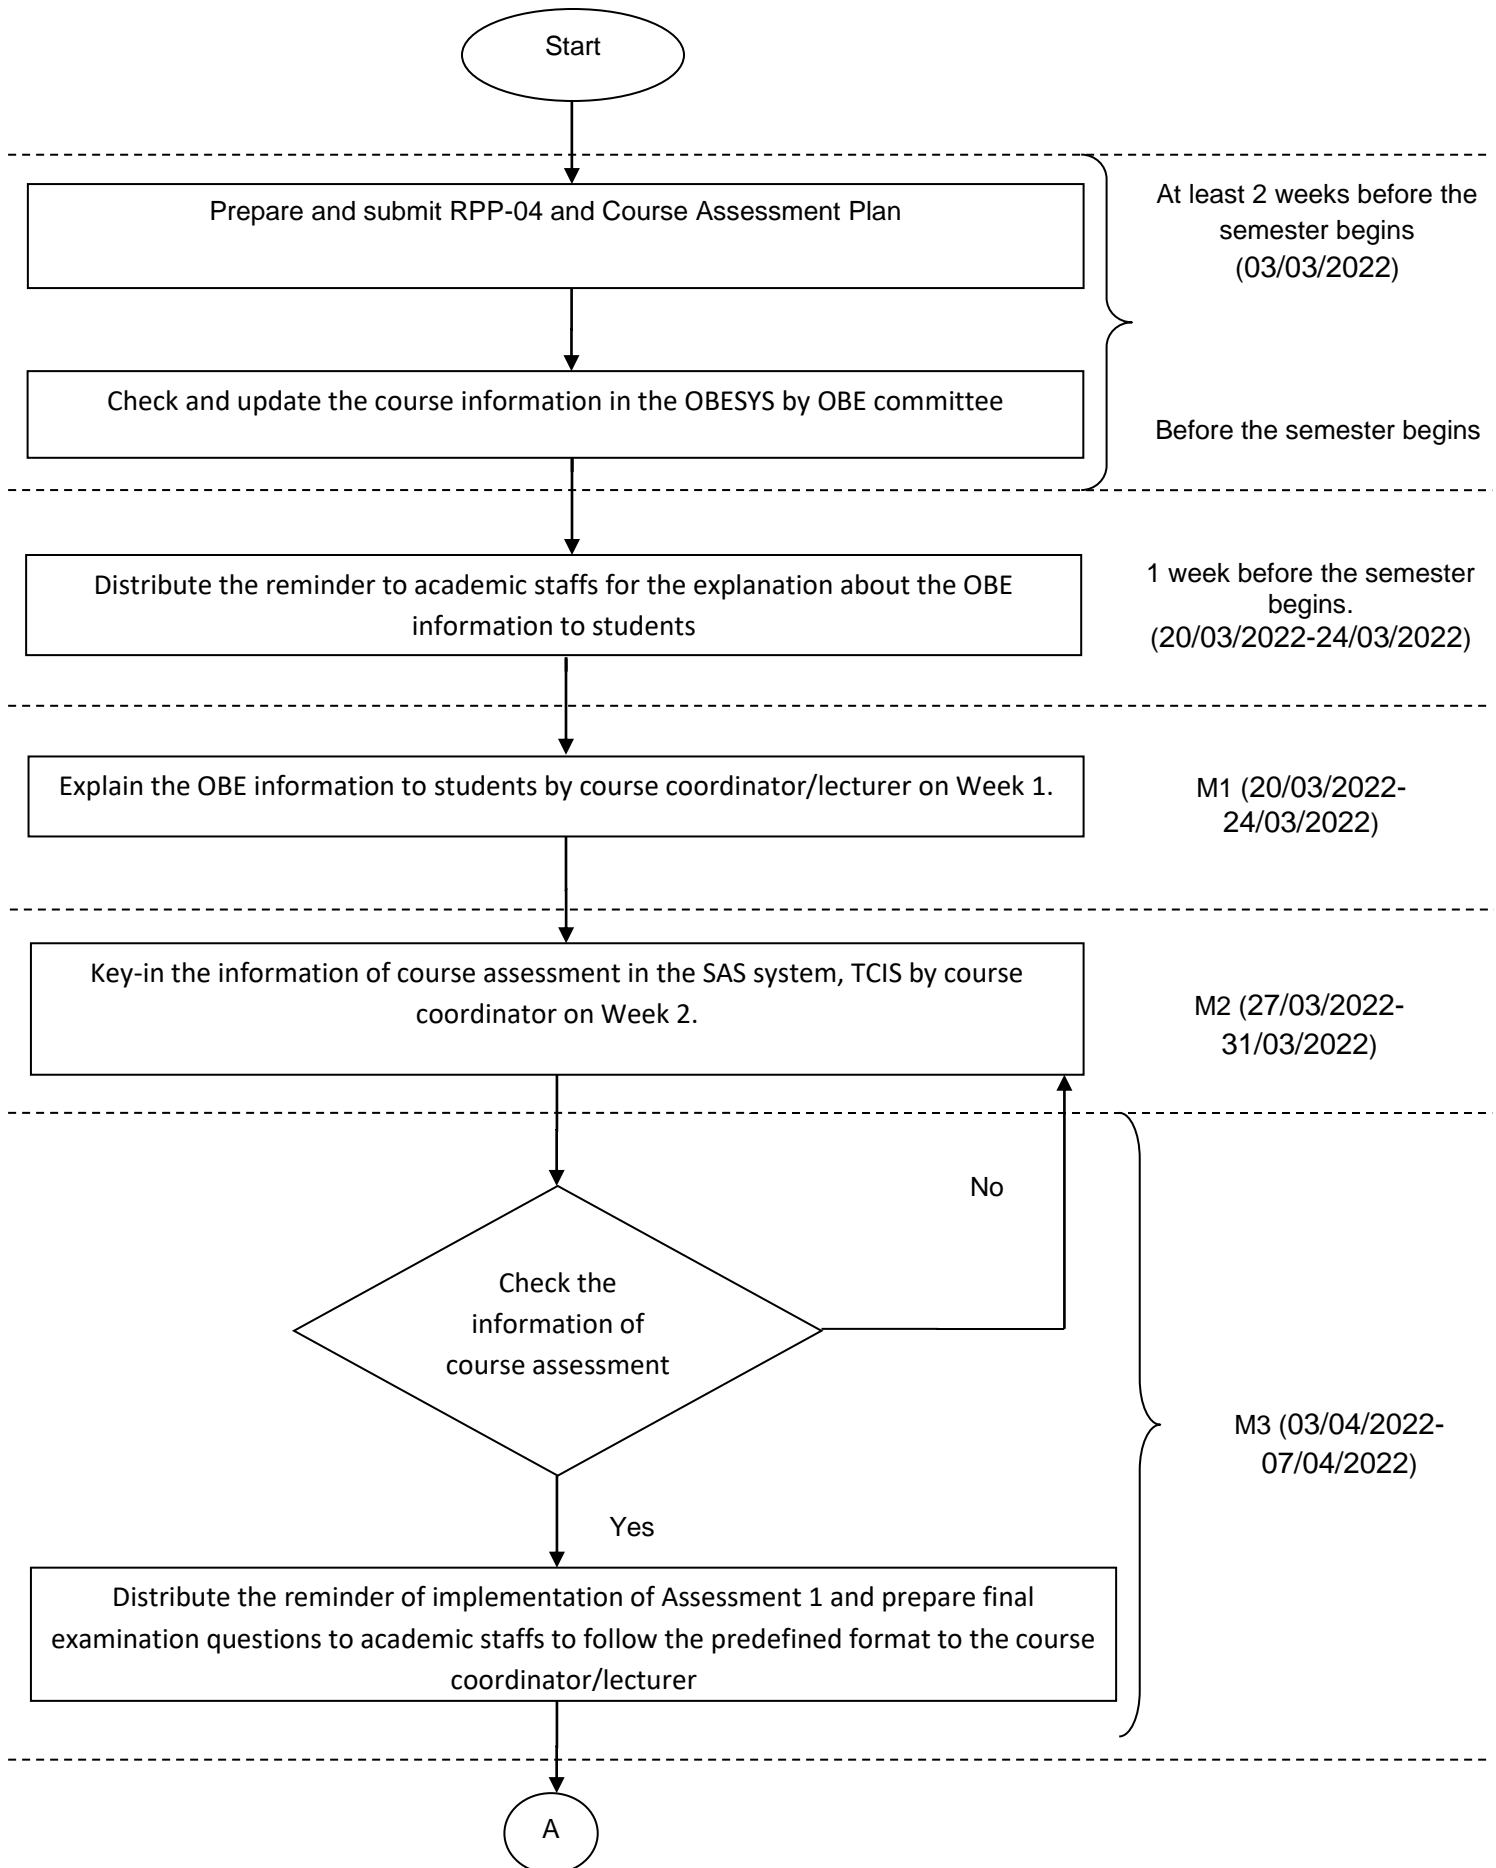 Start
Prepare and submit RPP-04 and Course Assessment Plan
At least 2 weeks before the
semester begins
(03/03/2022)
Check and update the course information in the OBESYS by OBE committee
Before the semester begins
Distribute the reminder to academic staffs for the explanation about the OBE
information to students
1 week before the semester
begins.
(20/03/2022-24/03/2022)
Explain the OBE information to students by course coordinator/lecturer on Week 1.
M1 (20/03/2022-
24/03/2022)
Key-in the information of course assessment in the SAS system, TCIS by course
coordinator on Week 2.
M2 (27/03/2022-
31/03/2022)
No
Check the
information of
course assessment
M3 (03/04/2022-
07/04/2022)
Yes
Distribute the reminder of implementation of Assessment 1 and prepare final
examination questions to academic staffs to follow the predefined format to the course
coordinator/lecturer
A